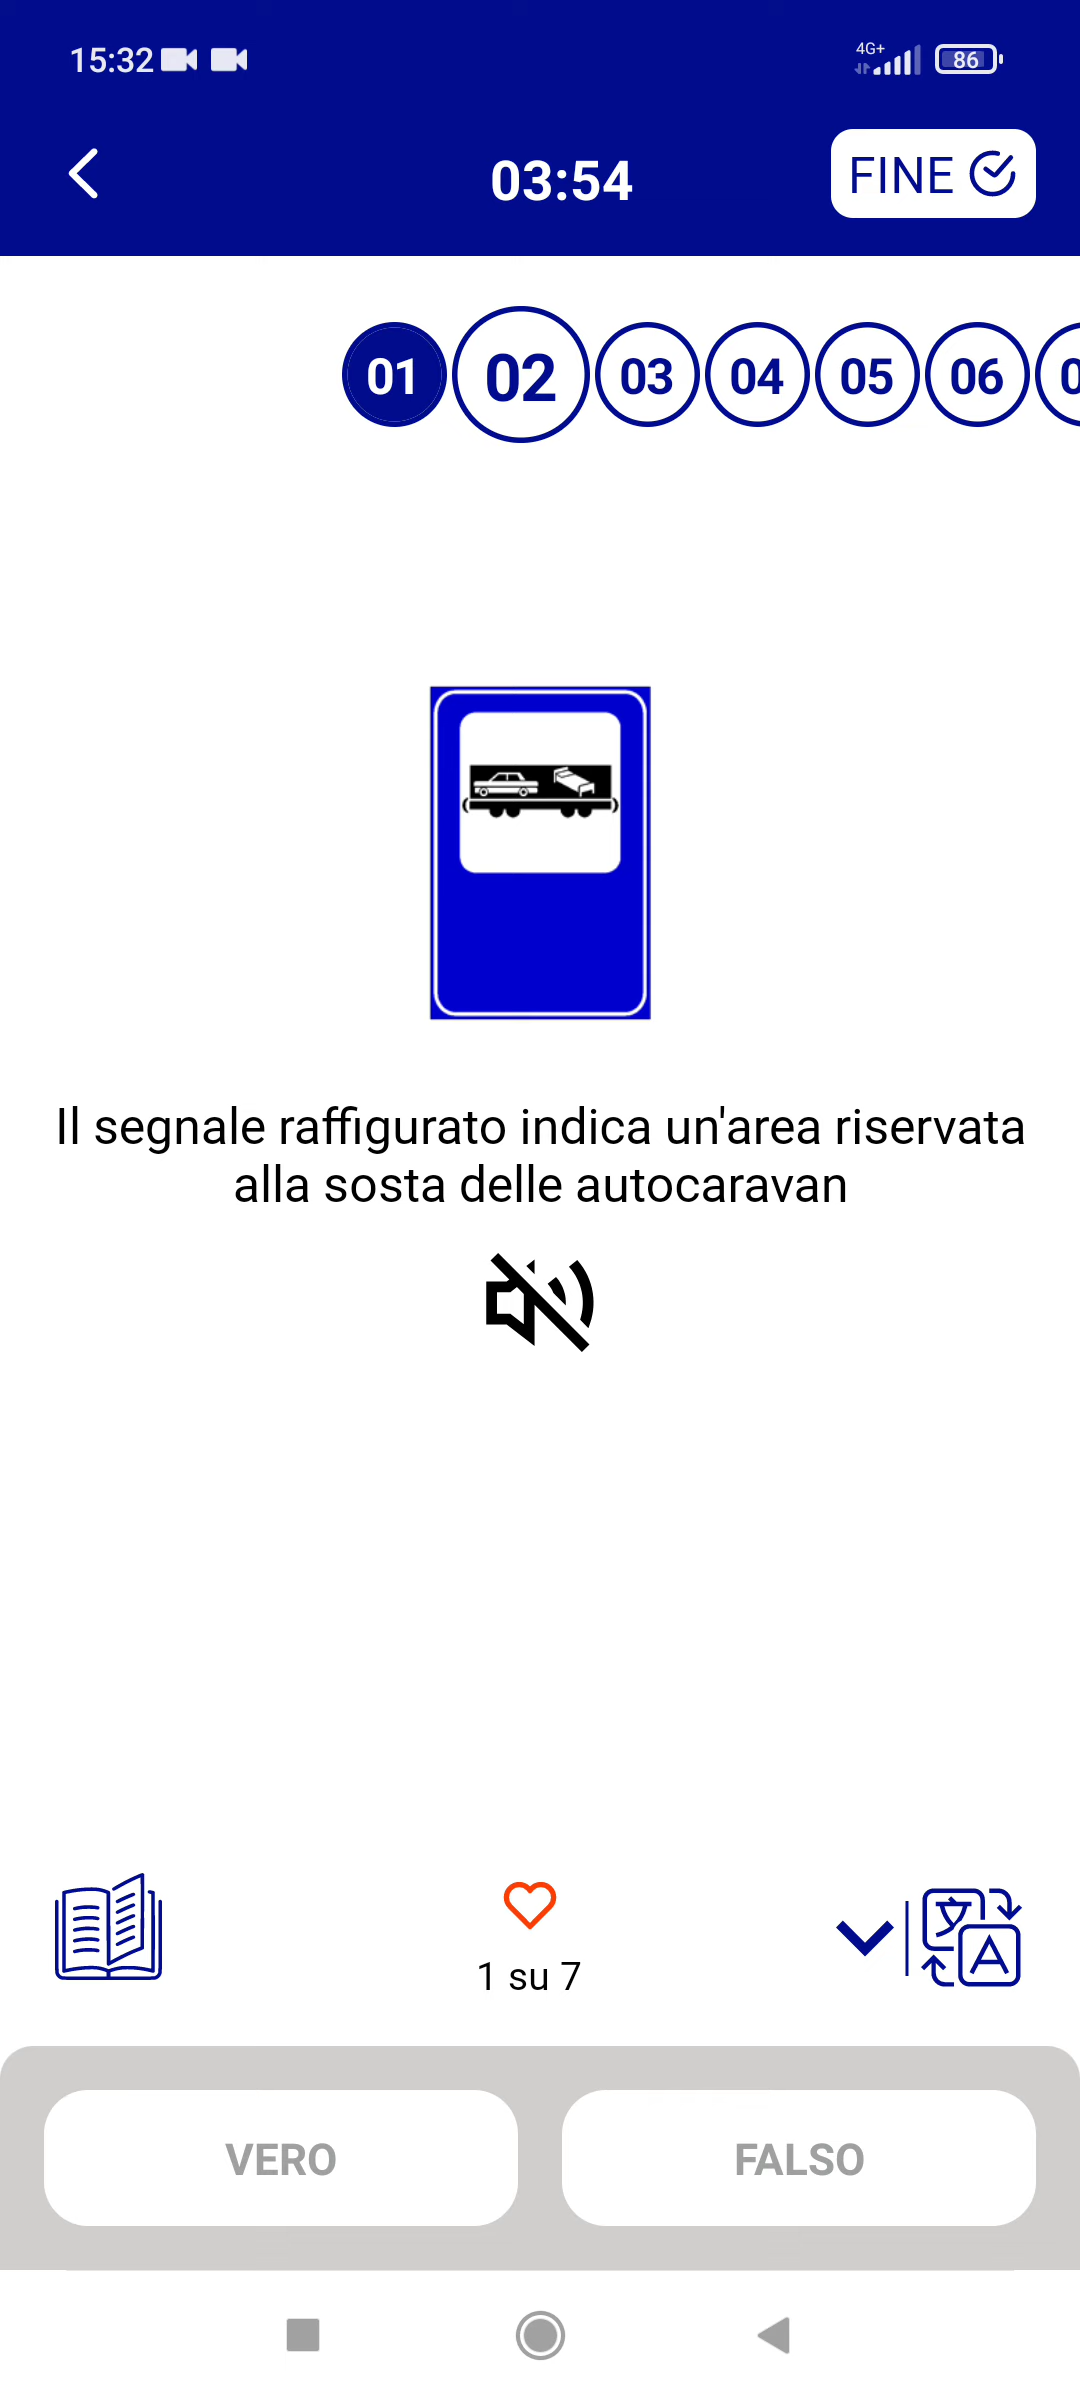 15:32
4G+
86
03:54
FINE
01 02 03 04 05 06
Il segnale raffigurato indica un'area riservata
alla sosta delle autocaravan
1 su 7
文
A
VERO
FALSO